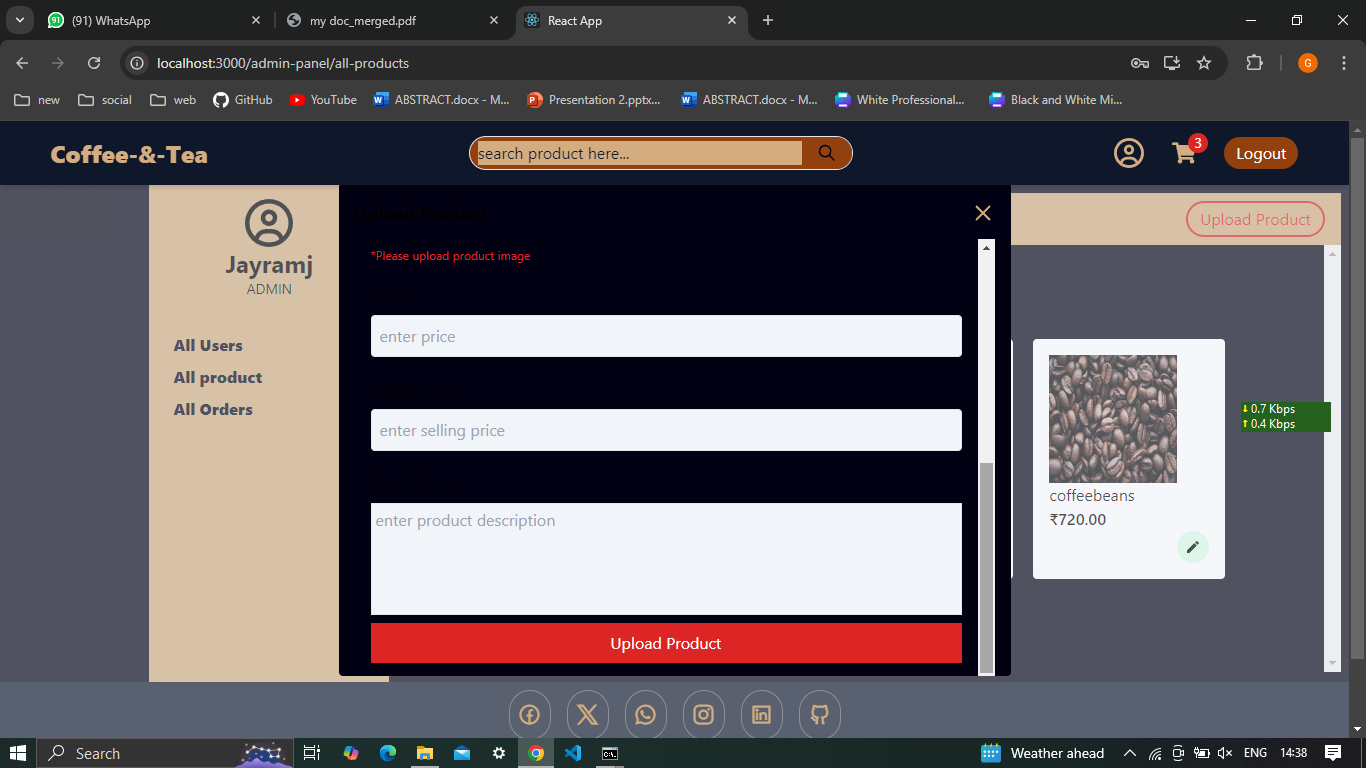 (91) WhatsApp
my doc_merged.pdf
React App
localhost:3000/admin-panel/all-products
G
new
social
web
GitHub
YouTube
ABSTRACT.docx - M...
Presentation 2.pptx...
ABSTRACT.docx - M...
White Professional...
Black and White Mi...
Coffee-&-Tea
search product here...
3
Logout
Jayramj
ADMIN
All Users
All product
All Orders
Upload Product
*Please upload product image
enter price
enter selling price
enter product description
Upload Product
Upload Product
coffeebeans
₹720.00
0.7 Kbps
0.4 Kbps
Search
Weather ahead
ENG
14:38